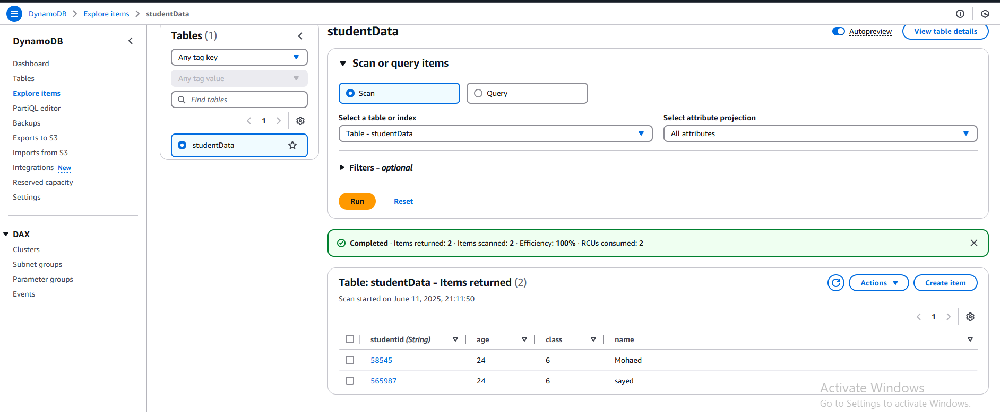 DynamoDB > Explore items > studentData
DynamoDB
Dashboard
Tables
Explore items
PartiQL editor
Backups
Exports to S3
Imports from S3
Integrations New
Reserved capacity
Settings
DAX
Clusters
Subnet groups
Parameter groups
Events
Tables (1)
Any tag key
Any tag value
Find tables
1
studentData
studentData
Autopreview
View table details
Scan or query items
Scan
Query
Select a table or index
Table - studentData
Select attribute projection
All attributes
Filters - optional
Run
Reset
Completed · Items returned: 2 · Items scanned: 2 · Efficiency: 100% · RCUs consumed: 2
Table: studentData - Items returned (2)
Actions
Create item
Scan started on June 11, 2025, 21:11:50
1
studentid (String) age class name
58545 24 6 Mohaed
565987 24 6 sayed
Activate Windows
Go to Settings to activate Windows.